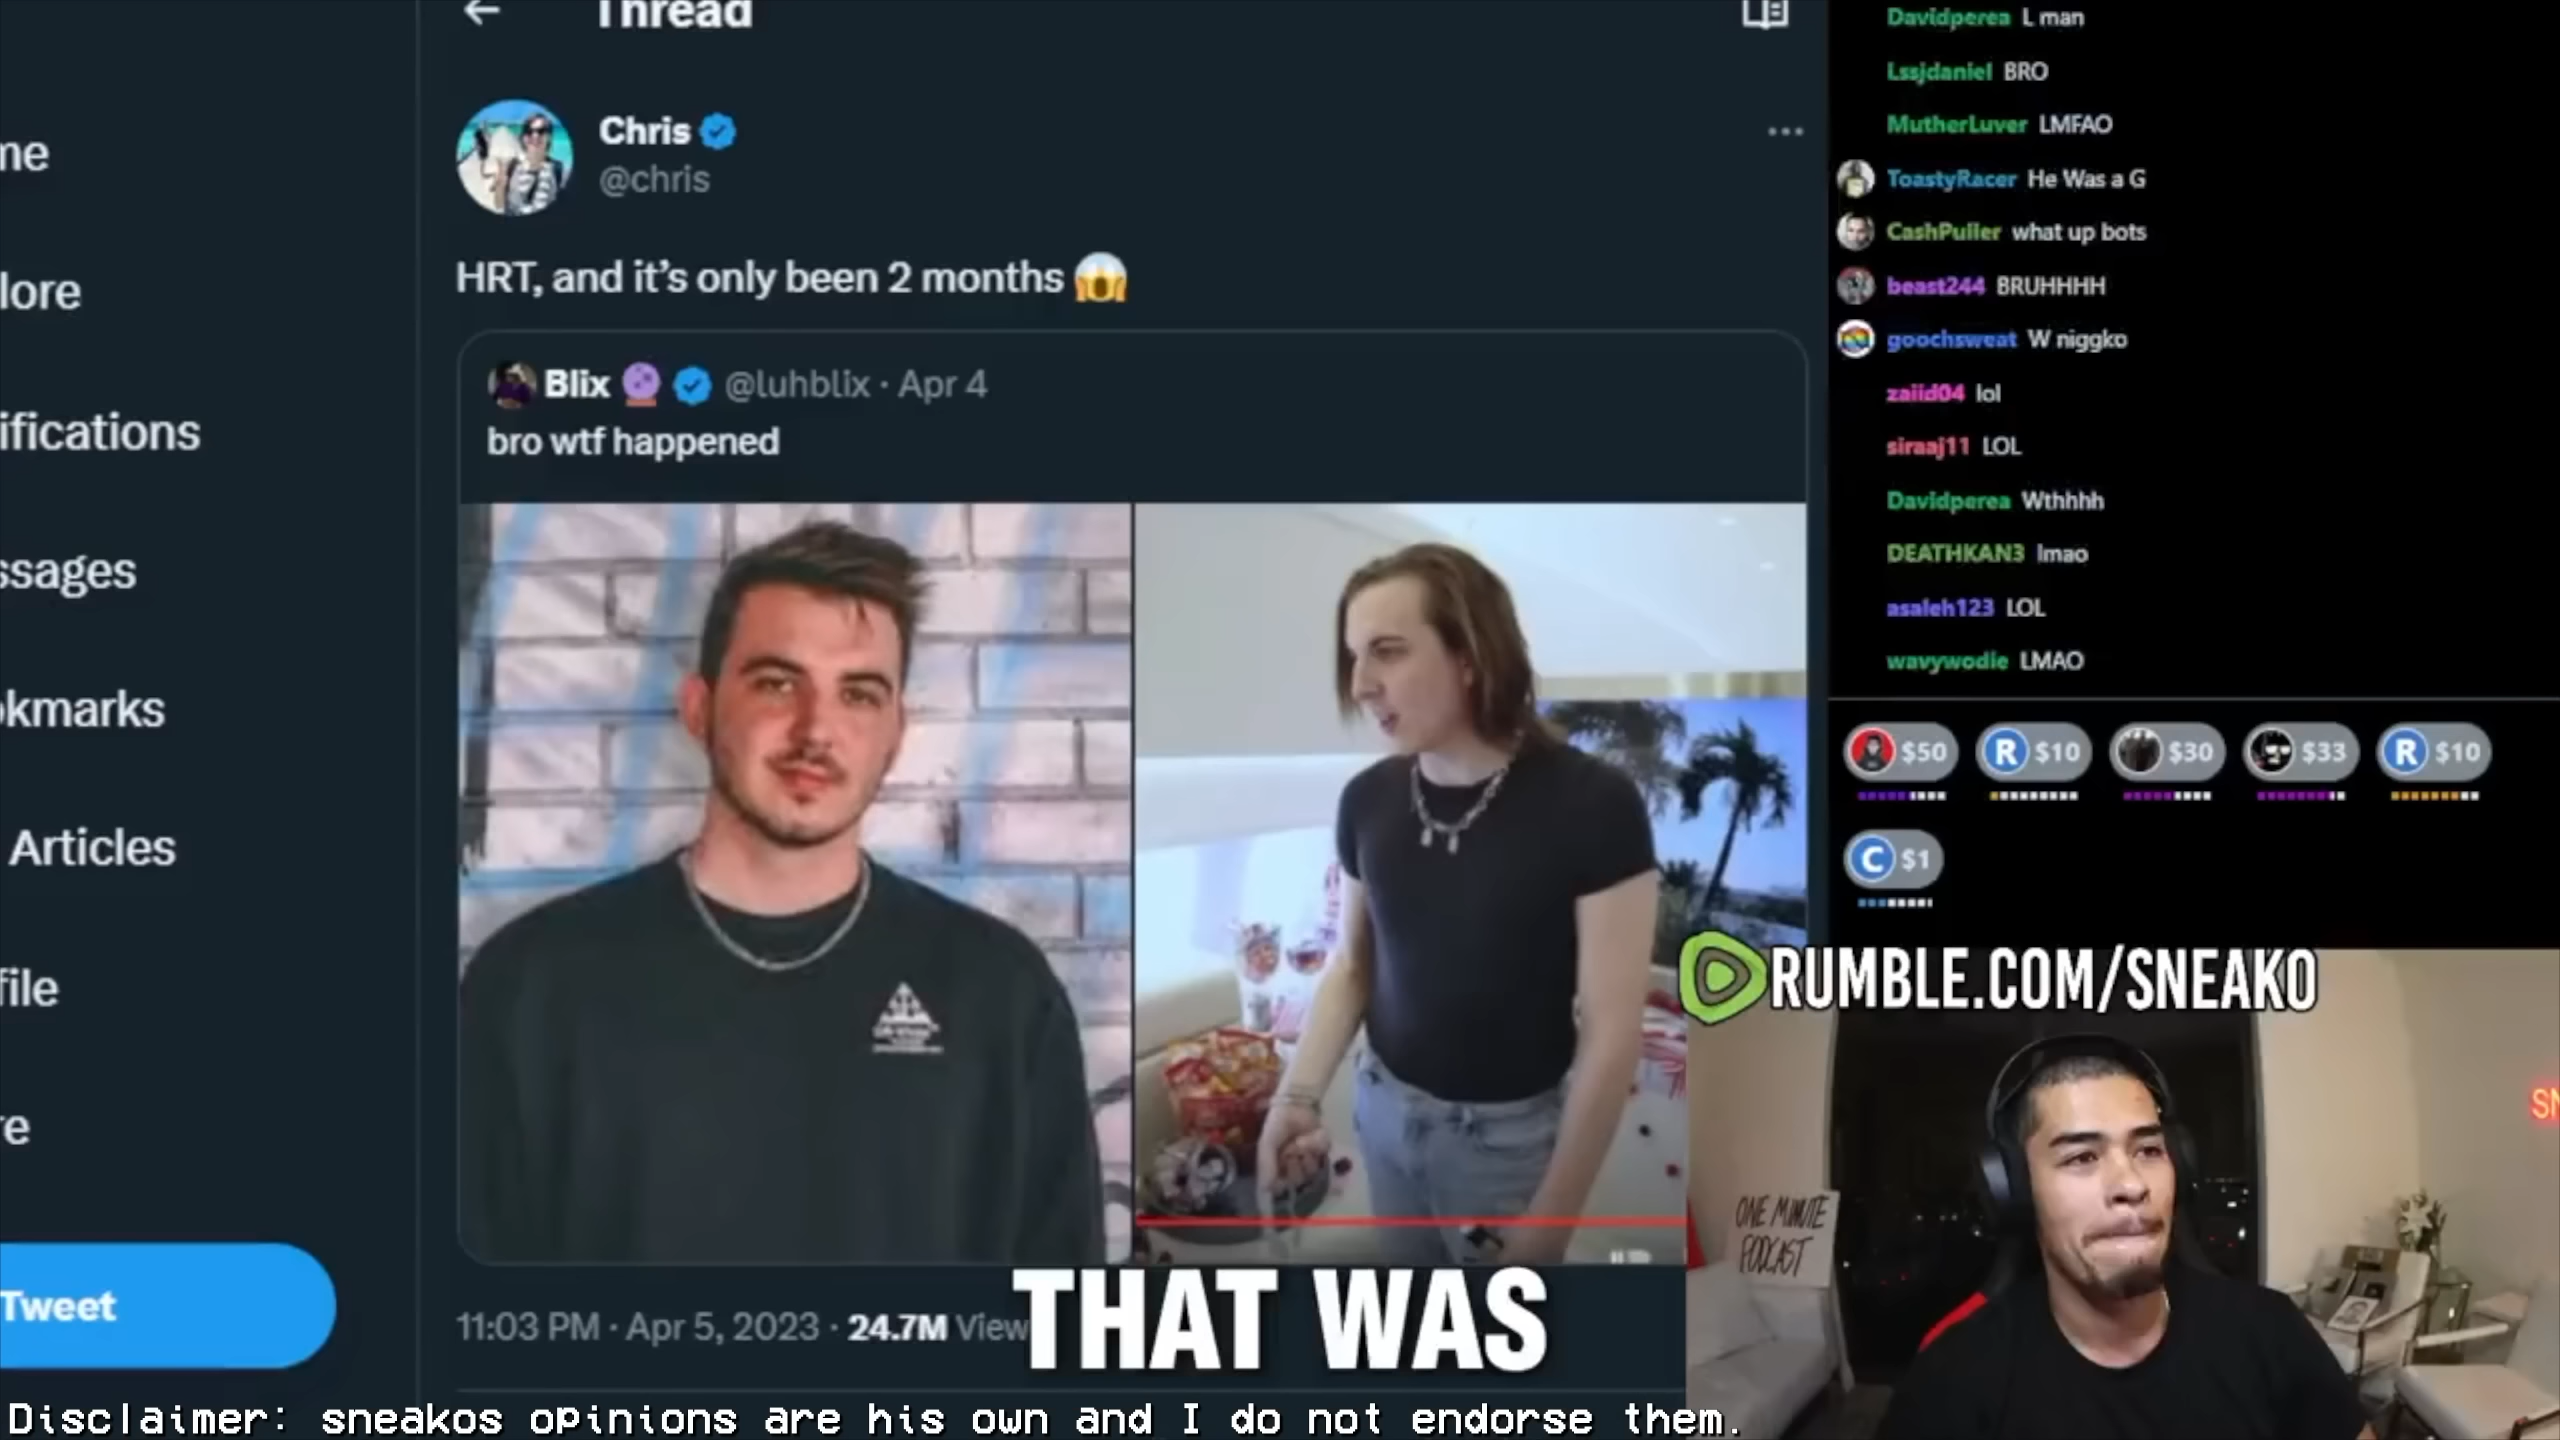 Thread
Chris
@chris
HRT, and it's only been 2 months 😱
Blix 🔮 @luhblix · Apr 4
bro wtf happened
11:03 PM · Apr 5, 2023 · 24.7M View
me
lore
ifications
ssages
okmarks
Articles
file
re
Tweet
THAT WAS
Davidperea L man
Lssjdaniel BRO
MutherLuver LMFAO
ToastyRacer He Was a G
CashPuller what up bots
beast244 BRUHHHH
goochsweat W niggko
zaiid04 lol
siraaj11 LOL
Davidperea Wthhhh
DEATHKAN3 lmao
asaleh123 LOL
wavywodie LMAO
$50 R $10 $30 $33 R $10
C $1
RUMBLE.COM/SNEAKO
ONE MINUTE
PODCAST
SN
Disclaimer: sneakos opinions are his own and I do not endorse them.